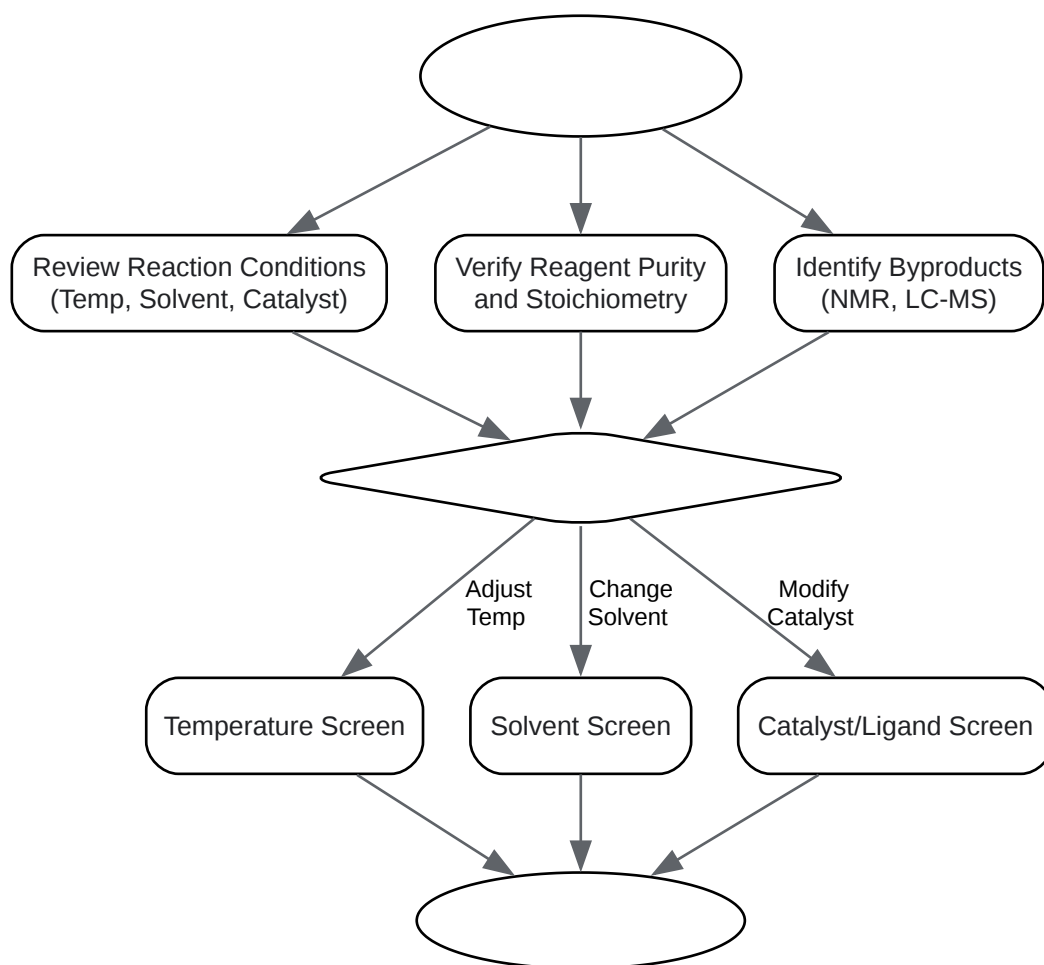 Review Reaction Conditions
(Temp, Solvent, Catalyst)
Verify Reagent Purity
and Stoichiometry
Identify Byproducts
(NMR, LC-MS)
Adjust
Temp
Change
Solvent
Modify
Catalyst
Temperature Screen
Solvent Screen
Catalyst/Ligand Screen